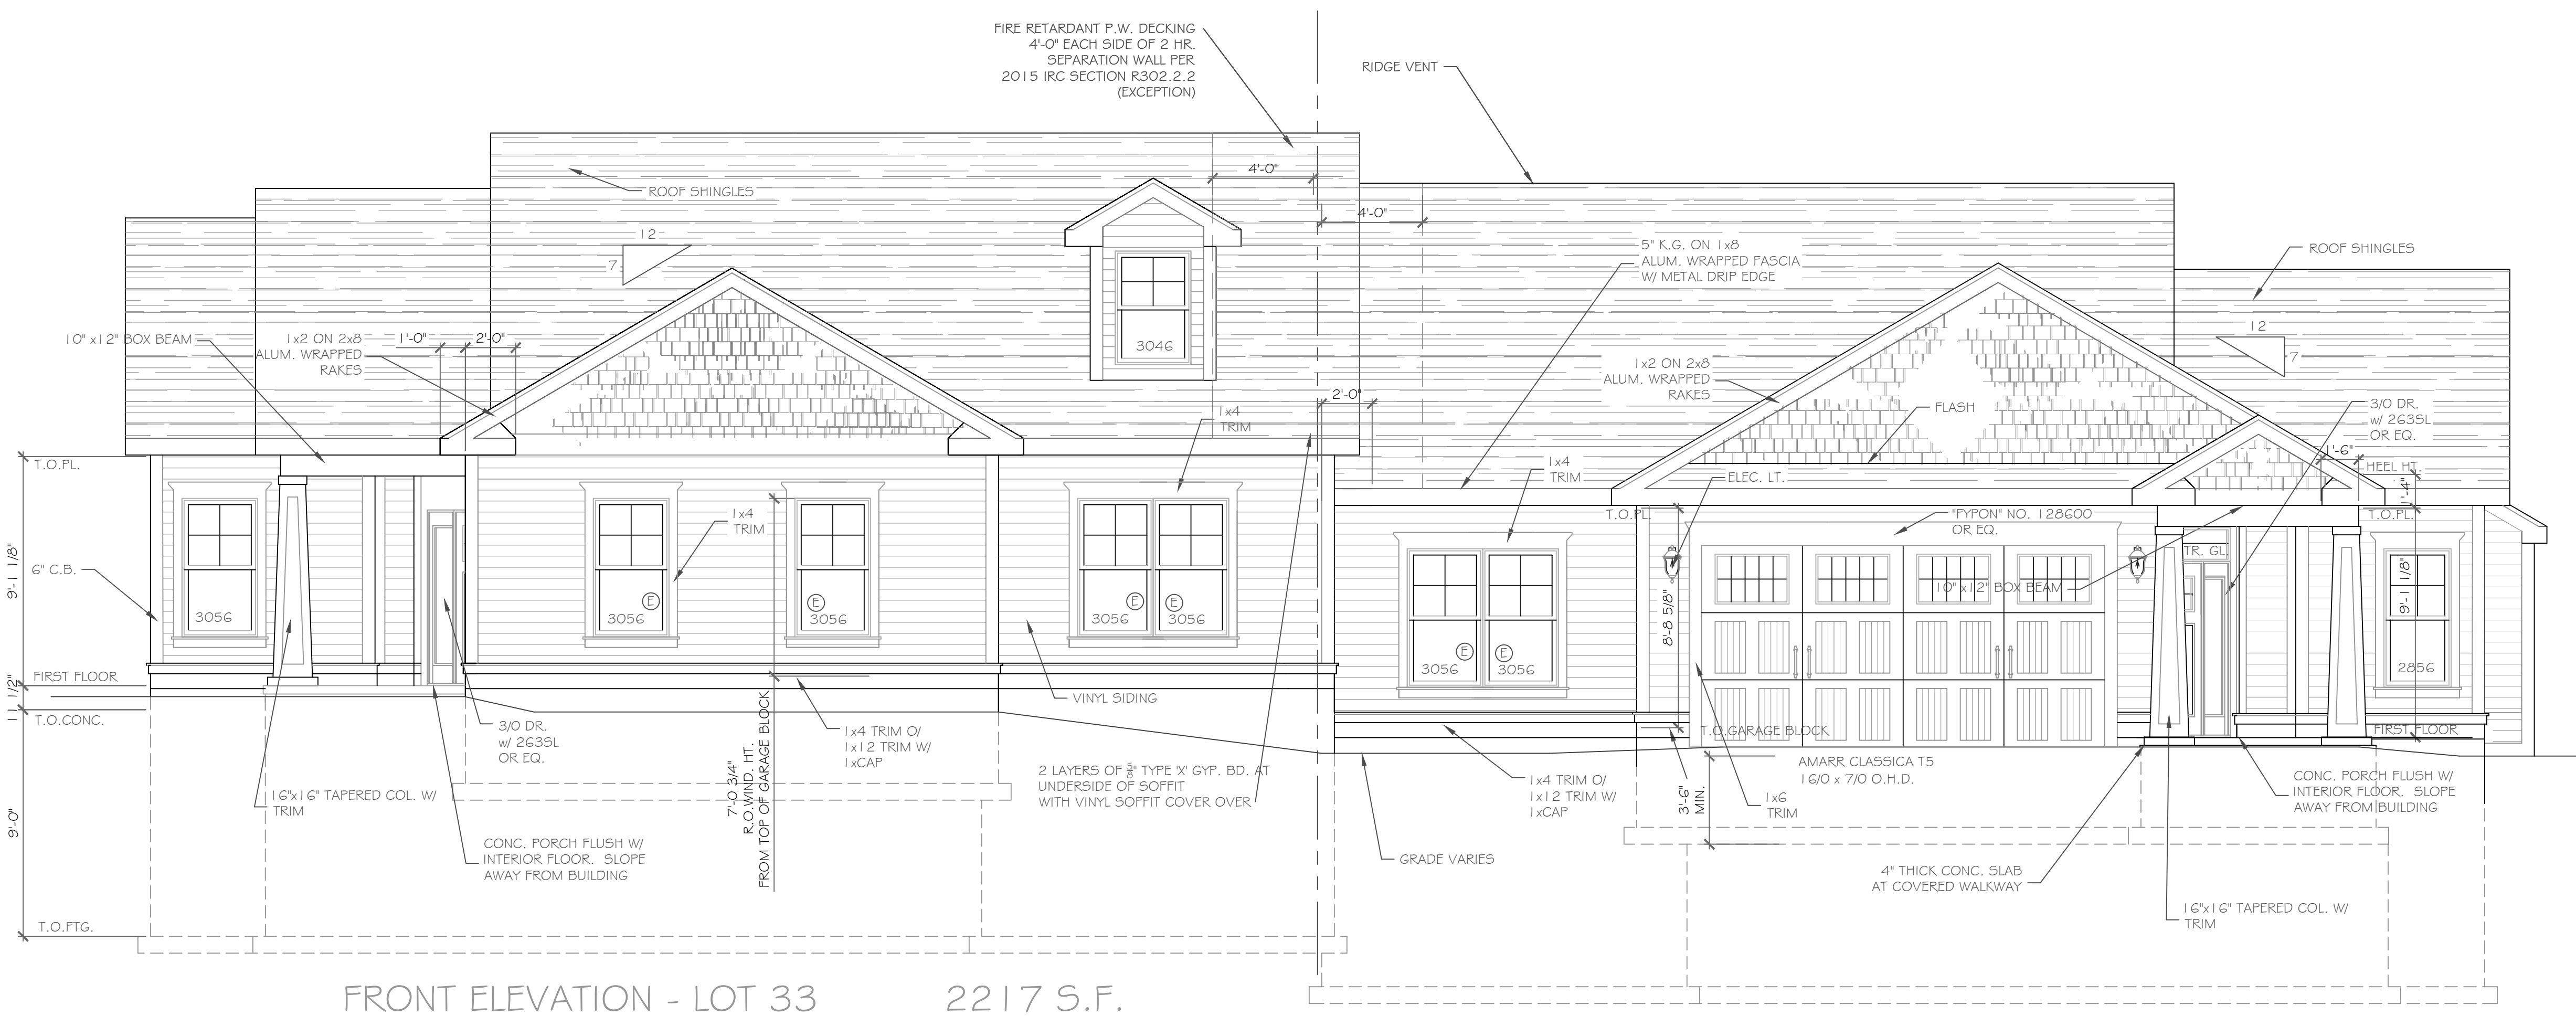 FIRE RETARDANT P.W. DECKING
4'-0" EACH SIDE OF 2 HR.
SEPARATION WALL PER
2015 IRC SECTION R302.2.2
(EXCEPTION)
RIDGE VENT
ROOF SHINGLES
4'-0"
4'-0"
12
7
5" K.G. ON 1x8
ALUM. WRAPPED FASCIA
W/ METAL DRIP EDGE
ROOF SHINGLES
12
7
10" x12" BOX BEAM
1x2 ON 2x8
ALUM. WRAPPED
RAKES
1'-0"
2'-0"
3046
1x2 ON 2x8
ALUM. WRAPPED
RAKES
2'-0"
1x4
TRIM
FLASH
3/0 DR.
w/ 263SL
OR EQ.
1'-6"
HEEL HT.
1'-4"
T.O.PL.
1x4
TRIM
ELEC. LT.
T.O.PL.
"FYPON" NO. 128600
OR EQ.
T.O.PL.
1x4
TRIM
TR. GL.
9'-1 1/8"
6" C.B.
10" x12" BOX BEAM
8'-8 5/8"
9'-1 1/8"
3056
E
3056
E
3056
E
3056
E
3056
E
3056
E
3056
2856
FIRST FLOOR
11 1/2"
T.O.CONC.
VINYL SIDING
3/0 DR.
w/ 263SL
OR EQ.
7'-0 3/4"
R.O.WIND. HT.
FROM TOP OF GARAGE BLOCK
1x4 TRIM O/
1x12 TRIM W/
1xCAP
T.O.GARAGE BLOCK
FIRST FLOOR
AMARR CLASSICA T5
16/0 x 7/0 O.H.D.
2 LAYERS OF 5/8" TYPE 'X' GYP. BD. AT
UNDERSIDE OF SOFFIT
WITH VINYL SOFFIT COVER OVER
1x4 TRIM O/
1x12 TRIM W/
1xCAP
3'-6"
MIN.
1x6
TRIM
CONC. PORCH FLUSH W/
INTERIOR FLOOR. SLOPE
AWAY FROM BUILDING
16"x16" TAPERED COL. W/
TRIM
9'-0"
CONC. PORCH FLUSH W/
INTERIOR FLOOR. SLOPE
AWAY FROM BUILDING
GRADE VARIES
4" THICK CONC. SLAB
AT COVERED WALKWAY
16"x16" TAPERED COL. W/
TRIM
T.O.FTG.
FRONT ELEVATION - LOT 33
2217 S.F.